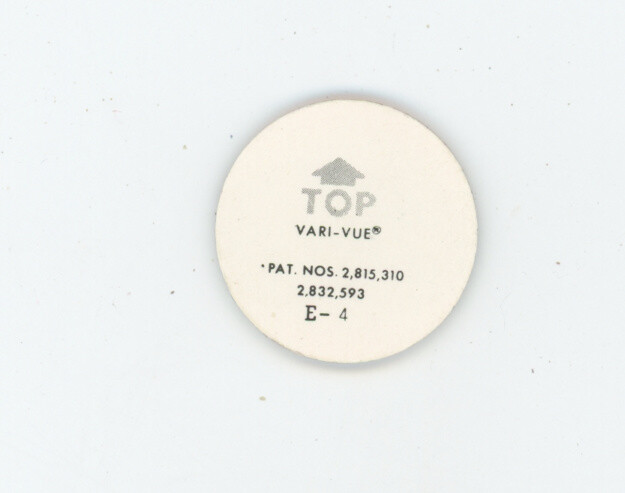 TOP
VARI-VUE®
PAT. NOS. 2,815,310
2,832,593
E- 4